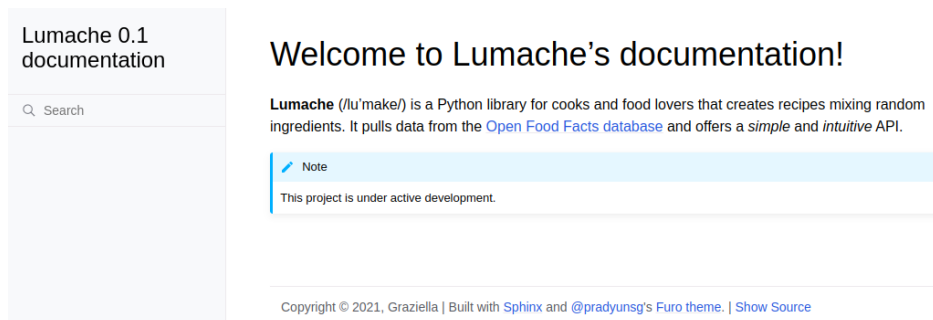 Lumache 0.1
documentation
Search
Welcome to Lumache’s documentation!
Lumache (/lu’make/) is a Python library for cooks and food lovers that creates recipes mixing random
ingredients. It pulls data from the Open Food Facts database and offers a simple and intuitive API.
Note
This project is under active development.
Copyright © 2021, Graziella | Built with Sphinx and @pradyunsg's Furo theme. | Show Source